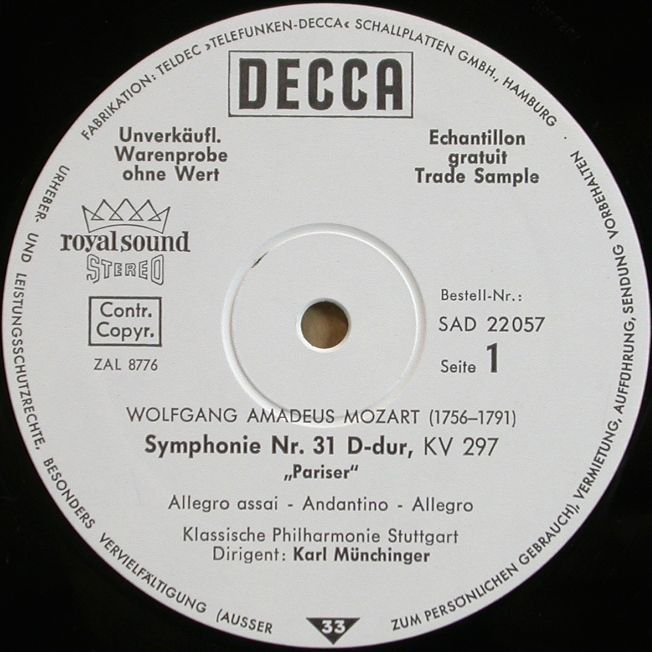 FABRIKATION: TELDEC »TELEFUNKEN-DECCA« SCHALLPLATTEN GMBH., HAMBURG
DECCA
Unverkäufl.
Warenprobe
ohne Wert
Echantillon
gratuit
Trade Sample
royal sound
STEREO
Contr.
Copyr.
ZAL 8776
Bestell-Nr.:
SAD 22057
Seite 1
WOLFGANG AMADEUS MOZART (1756–1791)
Symphonie Nr. 31 D-dur, KV 297
„Pariser“
Allegro assai - Andantino - Allegro
Klassische Philharmonie Stuttgart
Dirigent: Karl Münchinger
33
URHEBER- UND LEISTUNGSSCHUTZRECHTE, BESONDERS VERVIELFÄLTIGUNG (AUSSER ZUM PERSÖNLICHEN GEBRAUCH), VERMIETUNG, AUFFÜHRUNG, SENDUNG VORBEHALTEN